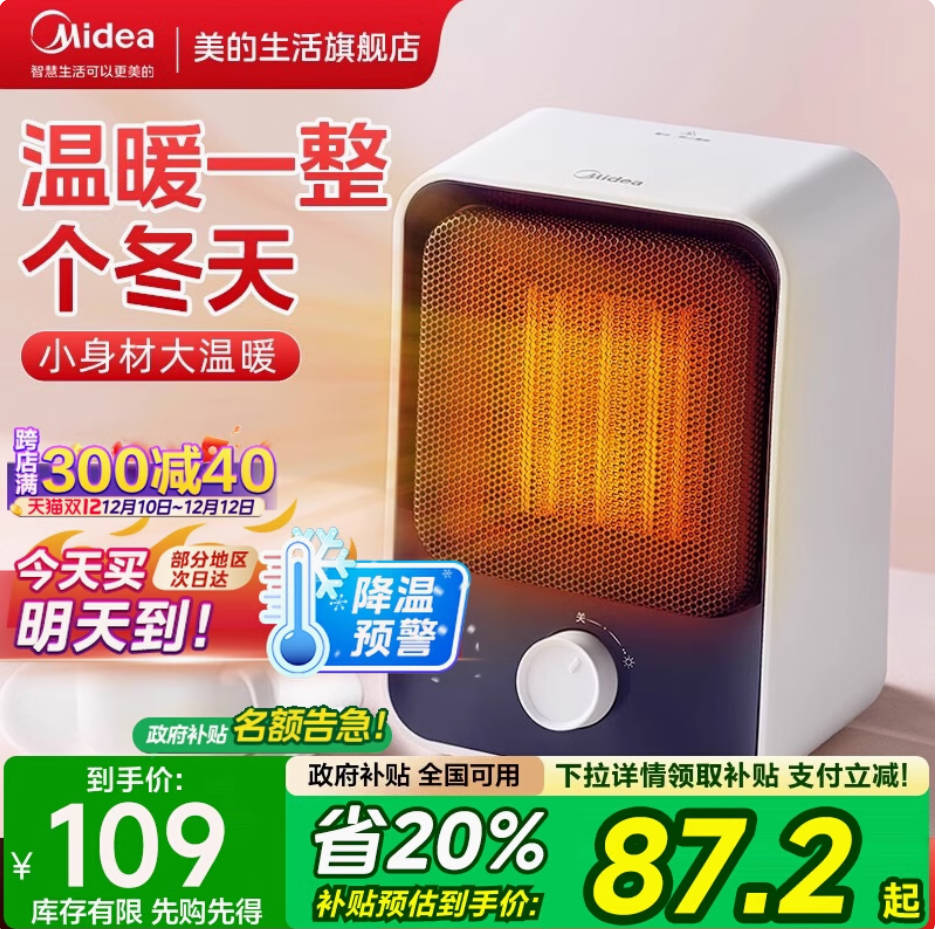 Midea
智慧生活可以更美的
美的生活旗舰店
温暖一整
个冬天
小身材大温暖
Midea
跨店满
300减40
天猫双12 12月10日~12月12日
今天买
明天到!
部分地区
次日达
降温
预警
关
政府补贴 名额告急!
到手价:
¥109
库存有限 先购先得
政府补贴 全国可用
下拉详情领取补贴 支付立减!
省20%
补贴预估到手价:
87.2起